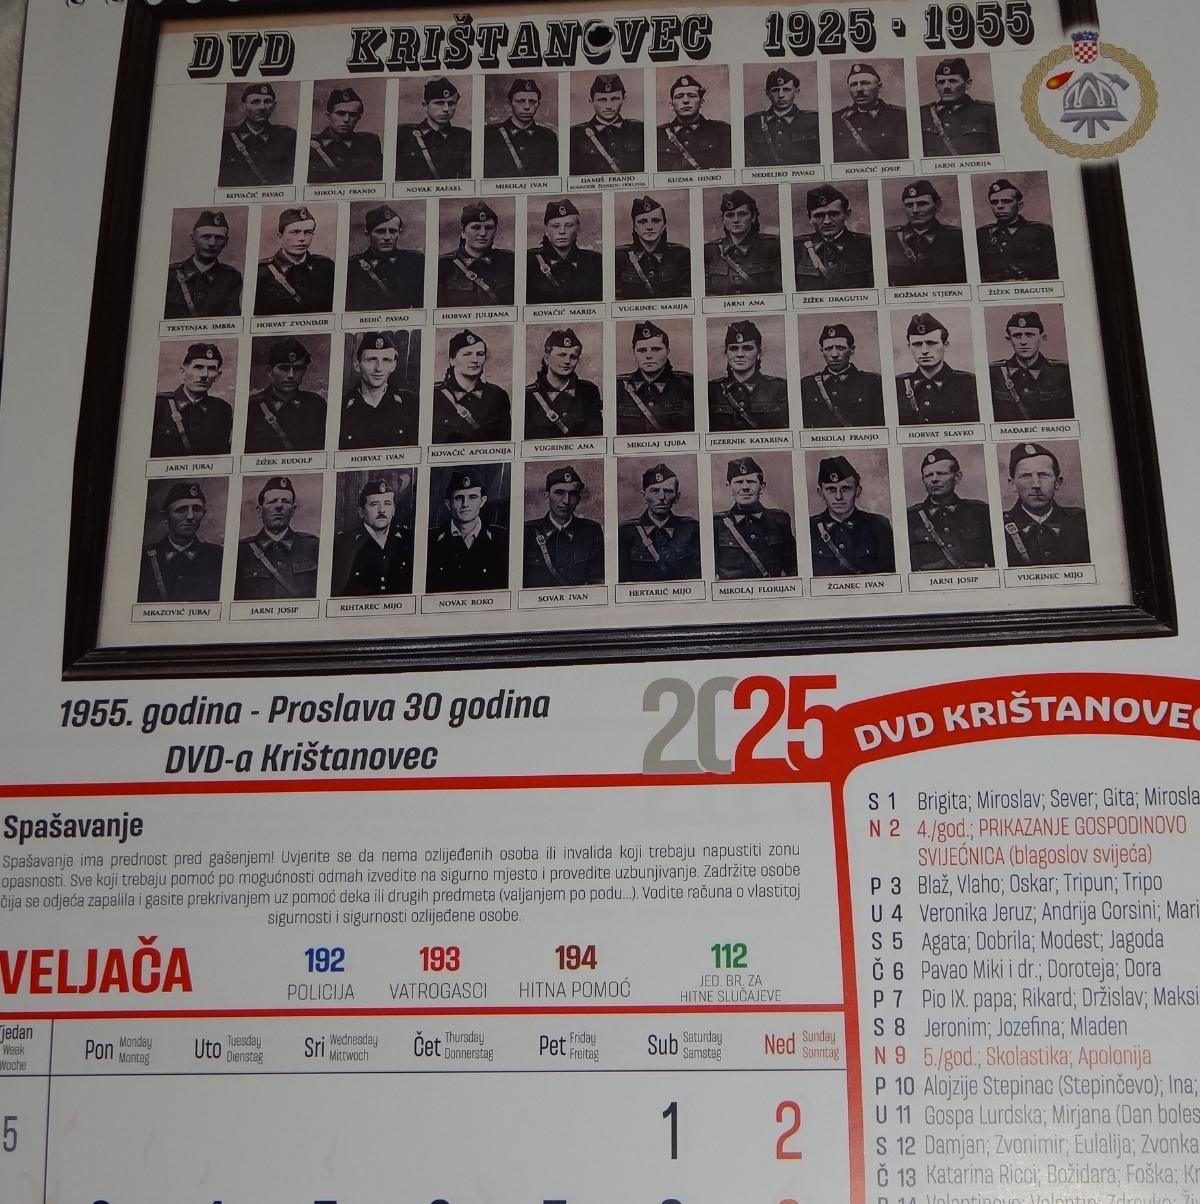 DVD KRIŠTANOVEC 1925 - 1955
KOVAČIĆ PAVAO
MIKOLAJ FRANJO
NOVAK RAFAEL
MIKOLAJ IVAN
DAMIŠ FRANJO
KUZMA HINKO
NEDELJKO PAVAO
KOVAČIĆ JOSIP
JARNI ANDRIJA
TRSTENJAK IMBRA
HORVAT ZVONIMIR
BEDIĆ PAVAO
HORVAT JULIJANA
KOVAČIĆ MARIJA
VUGRINEC MARIJA
JARNI ANA
ŽIŽEK DRAGUTIN
ROŽMAN STJEPAN
ŽIŽEK DRAGUTIN
JARNI JURAJ
ŽIŽEK RUDOLF
HORVAT IVAN
KOVAČIĆ APOLONIJA
VUGRINEC ANA
MIKOLAJ LJUBA
JEZERNIK KATARINA
MIKOLAJ FRANJO
HORVAT SLAVKO
MAĐARIĆ FRANJO
MRAZOVIĆ JURAJ
JARNI JOSIP
RIHTAREC MIJO
NOVAK ROKO
SOVAR IVAN
HERTARIĆ MIJO
MIKOLAJ FLORIJAN
ŽGANEC IVAN
JARNI JOSIP
VUGRINEC MIJO
1955. godina - Proslava 30 godina
DVD-a Krištanovec
2025
DVD KRIŠTANOVEC
Spašavanje
Spašavanje ima prednost pred gašenjem! Uvjerite se da nema ozlijeđenih osoba ili invalida koji trebaju napustiti zonu
opasnosti. Sve koji trebaju pomoć po mogućnosti odmah izvedite na sigurno mjesto i provedite uzbunjivanje. Zadržite osobe
čija se odjeća zapalila i gasite prekrivanjem uz pomoć deka ili drugih predmeta (valjanjem po podu...). Vodite računa o vlastitoj
sigurnosti i sigurnosti ozlijeđene osobe.
VELJAČA
192
POLICIJA
193
VATROGASCI
194
HITNA POMOĆ
112
JED. BR. ZA
HITNE SLUČAJEVE
Tjedan
Week
Woche
Pon Monday Montag
Uto Tuesday Dienstag
Sri Wednesday Mittwoch
Čet Thursday Donnerstag
Pet Friday Freitag
Sub Saturday Samstag
Ned Sunday Sonntag
5
1
2
S 1 Brigita; Miroslav; Sever; Gita; Mirosla
N 2 4./god.; PRIKAZANJE GOSPODINOVO
SVIJEĆNICA (blagoslov svijeća)
P 3 Blaž, Vlaho; Oskar; Tripun; Tripo
U 4 Veronika Jeruz; Andrija Corsini; Mari
S 5 Agata; Dobrila; Modest; Jagoda
Č 6 Pavao Miki i dr.; Doroteja; Dora
P 7 Pio IX. papa; Rikard; Držislav; Maksi
S 8 Jeronim; Jozefina; Mladen
N 9 5./god.; Skolastika; Apolonija
P 10 Alojzije Stepinac (Stepinčevo); Ina;
U 11 Gospa Lurdska; Mirjana (Dan boles
S 12 Damjan; Zvonimir; Eulalija; Zvonka
Č 13 Katarina Ricci; Božidara; Foška; Kr